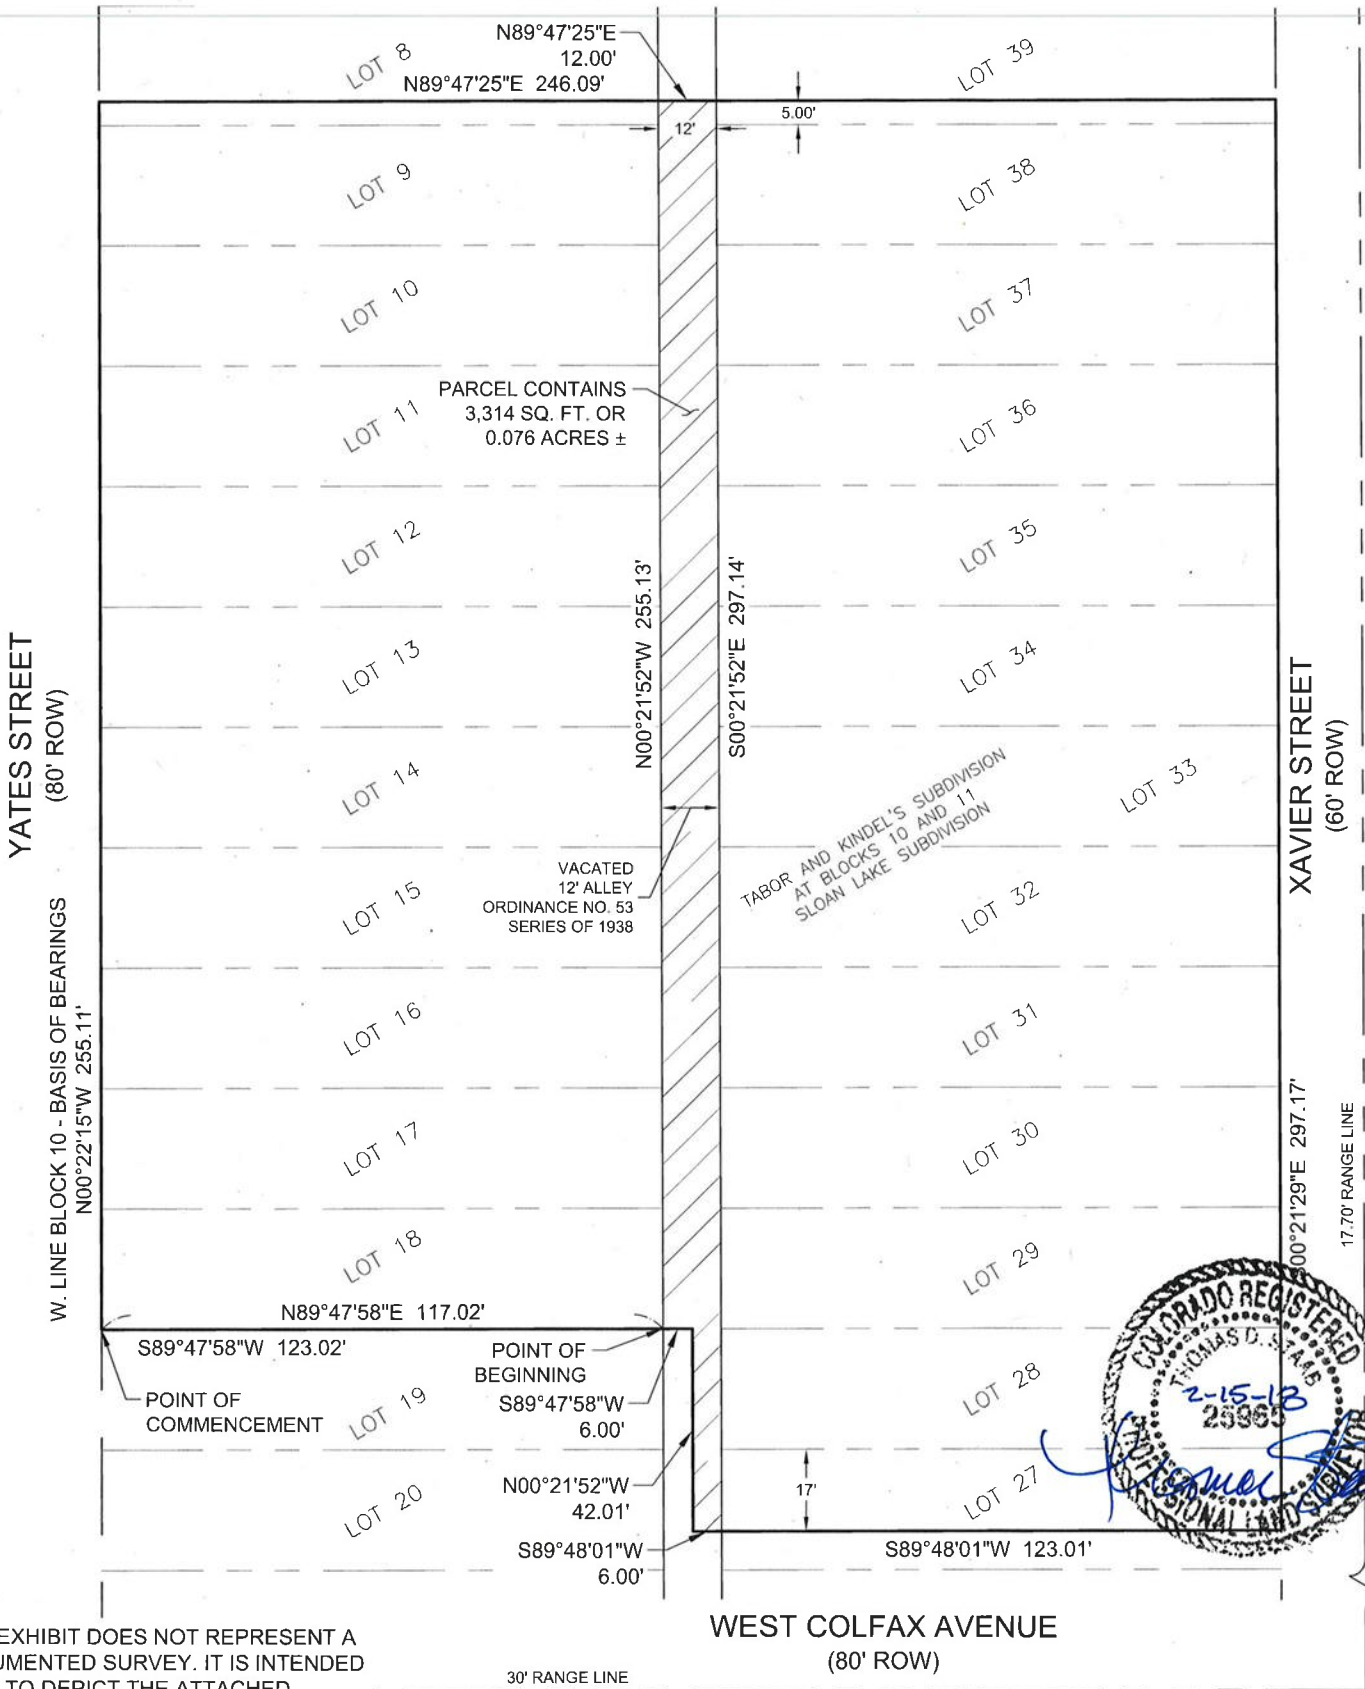 N89°47'25"E
12.00'
N89°47'25"E 246.09'
LOT 8
LOT 39
5.00'
12'
LOT 9
LOT 38
LOT 10
LOT 37
PARCEL CONTAINS
3,314 SQ. FT. OR
0.076 ACRES ±
LOT 11
LOT 36
LOT 12
LOT 35
N00°21'52"W 255.13'
S00°21'52"E 297.14'
LOT 13
LOT 34
YATES STREET
(80' ROW)
XAVIER STREET
(60' ROW)
LOT 14
LOT 33
TABOR AND KINDEL'S SUBDIVISION
AT BLOCKS 10 AND 11
SLOAN LAKE SUBDIVISION
VACATED
12' ALLEY
ORDINANCE NO. 53
SERIES OF 1938
LOT 15
LOT 32
W. LINE BLOCK 10 - BASIS OF BEARINGS
N00°22'15"W 255.11'
LOT 16
LOT 31
LOT 17
LOT 30
S00°21'29"E 297.17'
17.70' RANGE LINE
LOT 18
LOT 29
N89°47'58"E 117.02'
S89°47'58"W 123.02'
POINT OF
BEGINNING
POINT OF
COMMENCEMENT
S89°47'58"W
6.00'
LOT 19
LOT 28
COLORADO REGISTERED
THOMAS D. STAAB
2-15-18
25965
PROFESSIONAL LAND SURVEYOR
N00°21'52"W
42.01'
17'
LOT 20
LOT 27
S89°48'01"W
6.00'
S89°48'01"W 123.01'
WEST COLFAX AVENUE
(80' ROW)
EXHIBIT DOES NOT REPRESENT A
UMENTED SURVEY. IT IS INTENDED
TO DEPICT THE ATTACHED
30' RANGE LINE